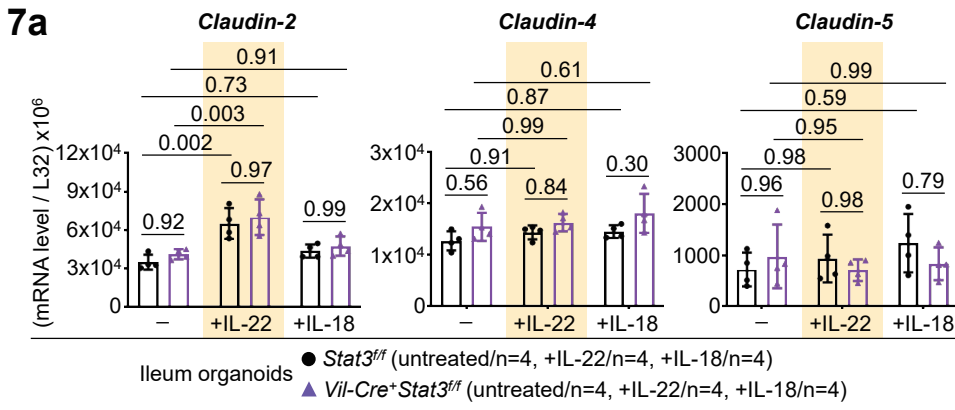 7a
Claudin-2
Claudin-4
Claudin-5
(mRNA level / L32) x10⁶
0.91
0.73
0.003
0.002
0.97
0.92
0.99
12x10⁴
9x10⁴
6x10⁴
3x10⁴
0
– +IL-22 +IL-18
0.61
0.87
0.99
0.91
0.30
0.56
0.84
3x10⁴
2x10⁴
1x10⁴
0
– +IL-22 +IL-18
0.99
0.59
0.95
0.98
0.79
0.96
0.98
3000
2000
1000
0
– +IL-22 +IL-18
Ileum organoids
Stat3ᶠ/ᶠ (untreated/n=4, +IL-22/n=4, +IL-18/n=4)
Vil-Cre⁺Stat3ᶠ/ᶠ (untreated/n=4, +IL-22/n=4, +IL-18/n=4)